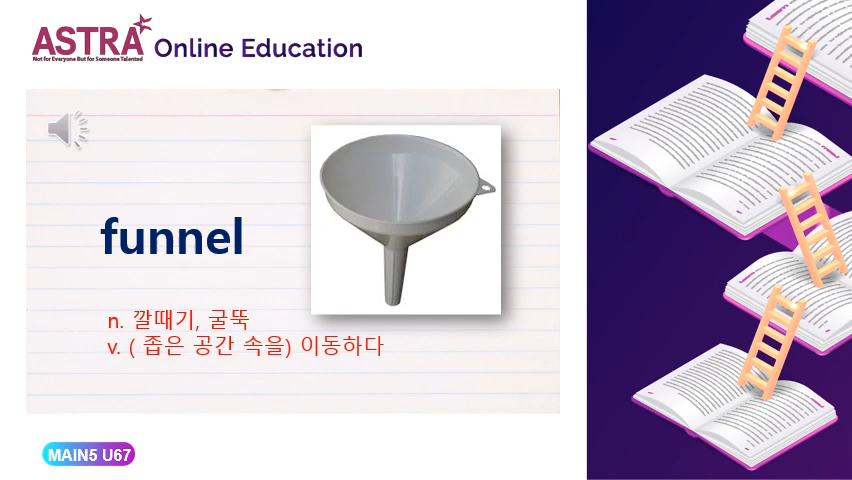 ASTRA
Not for Everyone But for Someone Talented
Online Education
funnel
n. 깔때기, 굴뚝
v. ( 좁은 공간 속을) 이동하다
MAIN5 U67